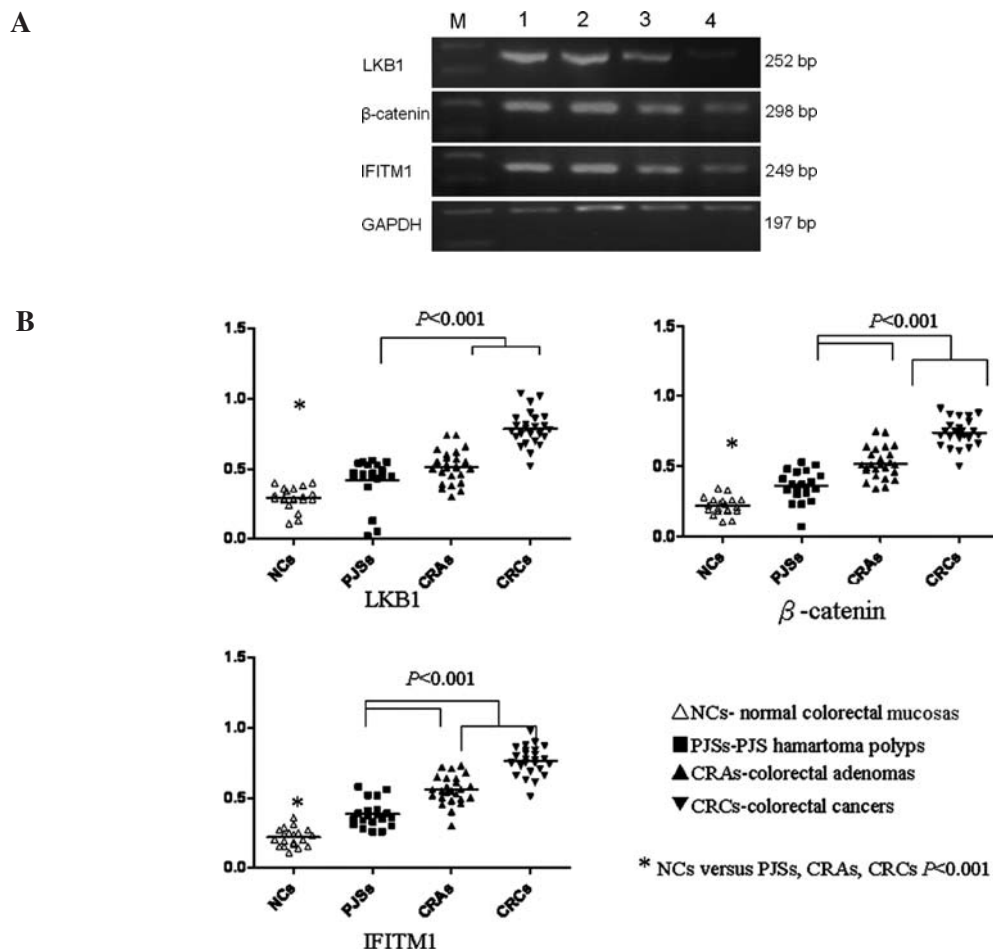 A
M 1 2 3 4
LKB1 252 bp
β-catenin 298 bp
IFITM1 249 bp
GAPDH 197 bp
B
P<0.001
1.5
1.0
0.5
0.0
*
NCs PJSs CRAs CRCs
LKB1
P<0.001
1.5
1.0
0.5
0.0
*
NCs PJSs CRAs CRCs
β-catenin
P<0.001
1.5
1.0
0.5
0.0
*
NCs PJSs CRAs CRCs
IFITM1
△NCs- normal colorectal mucosas
■PJSs-PJS hamartoma polyps
▲CRAs-colorectal adenomas
▼CRCs-colorectal cancers
* NCs versus PJSs, CRAs, CRCs P<0.001